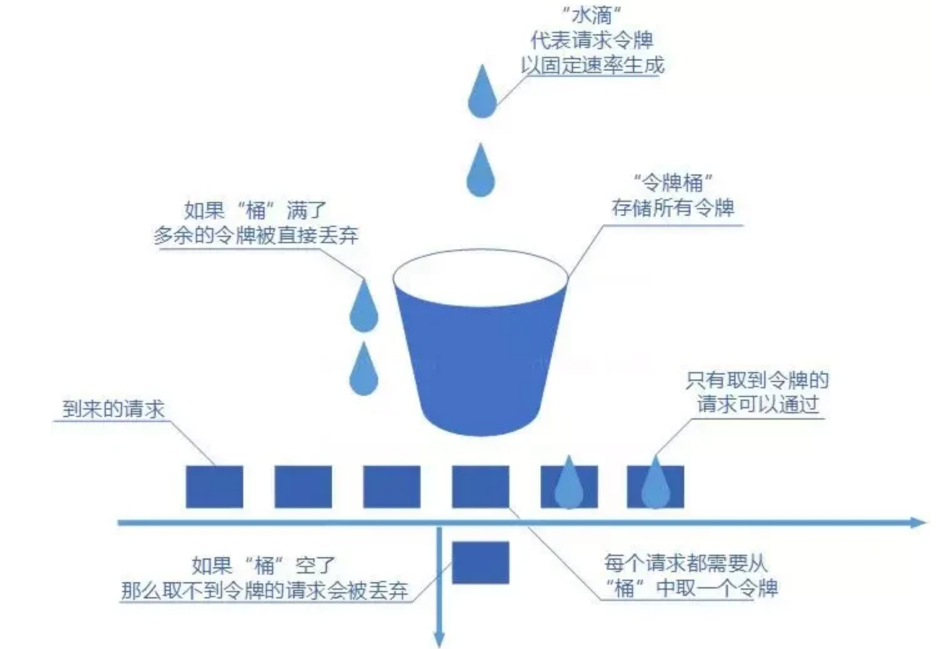 “水滴”
代表请求令牌
以固定速率生成
“令牌桶”
存储所有令牌
如果“桶”满了
多余的令牌被直接丢弃
只有取到令牌的
请求可以通过
到来的请求
如果“桶”空了
那么取不到令牌的请求会被丢弃
每个请求都需要从
“桶”中取一个令牌